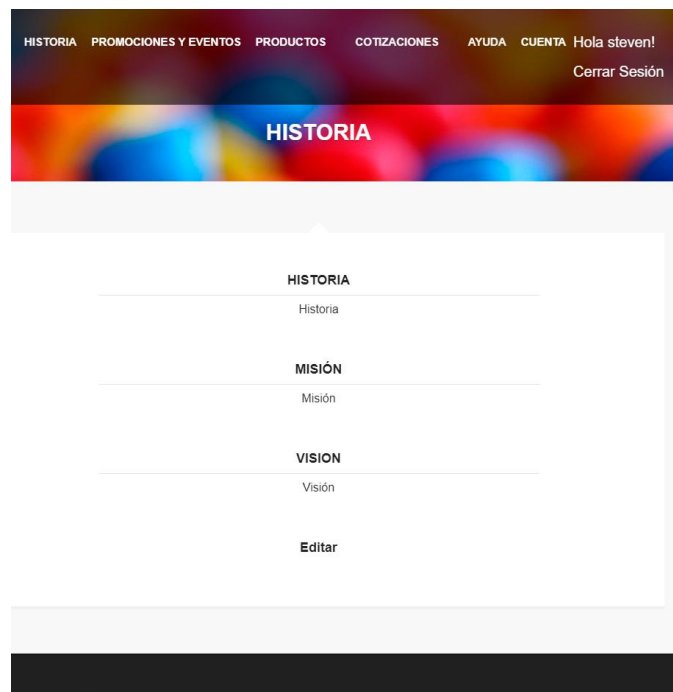 HISTORIA PROMOCIONES Y EVENTOS PRODUCTOS COTIZACIONES AYUDA CUENTA Hola steven!
Cerrar Sesión
HISTORIA
HISTORIA
Historia
MISIÓN
Misión
VISION
Visión
Editar